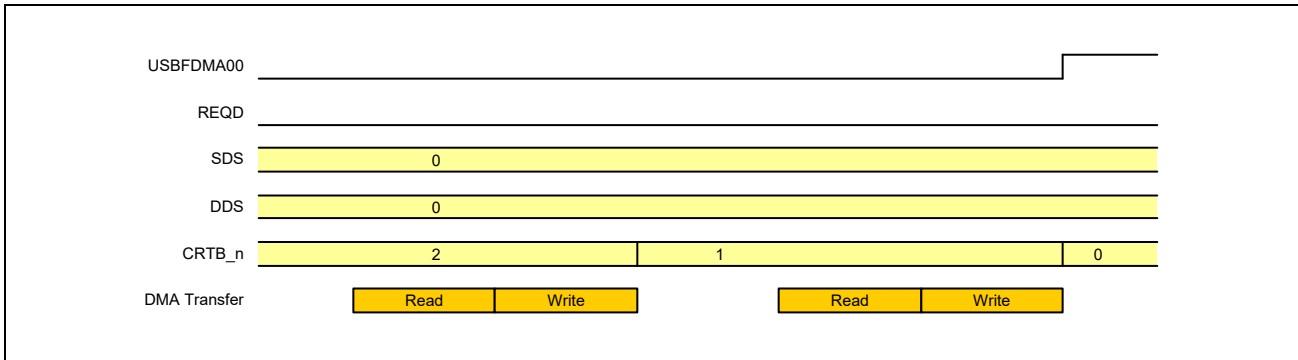 USBFDMA00
REQD
SDS 0
DDS 0
CRTB_n 2 1 0
DMA Transfer Read Write Read Write